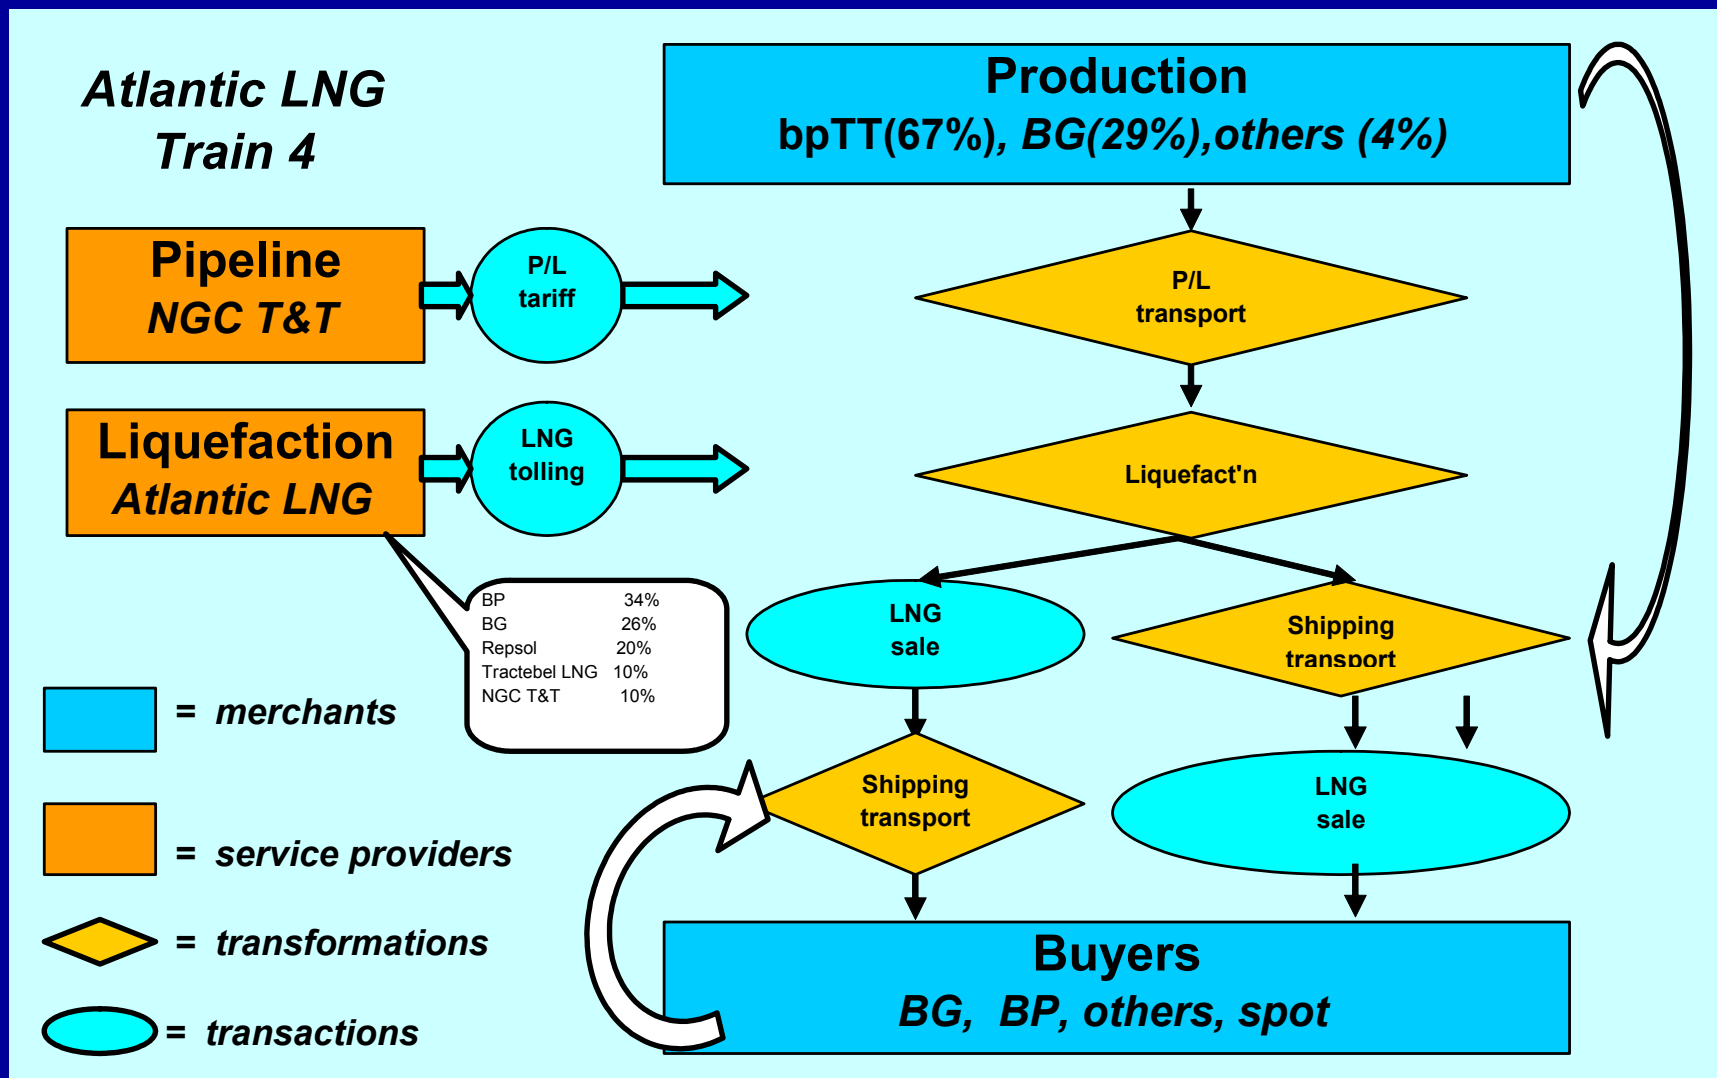 Atlantic LNG
Train 4
Production
bpTT(67%), BG(29%),others (4%)
Pipeline
NGC T&T
P/L
tariff
P/L
transport
Liquefaction
Atlantic LNG
LNG
tolling
Liquefact'n
BP 34%
BG 26%
Repsol 20%
Tractebel LNG 10%
NGC T&T 10%
LNG
sale
Shipping
transport
Shipping
transport
LNG
sale
= merchants
= service providers
= transformations
= transactions
Buyers
BG, BP, others, spot